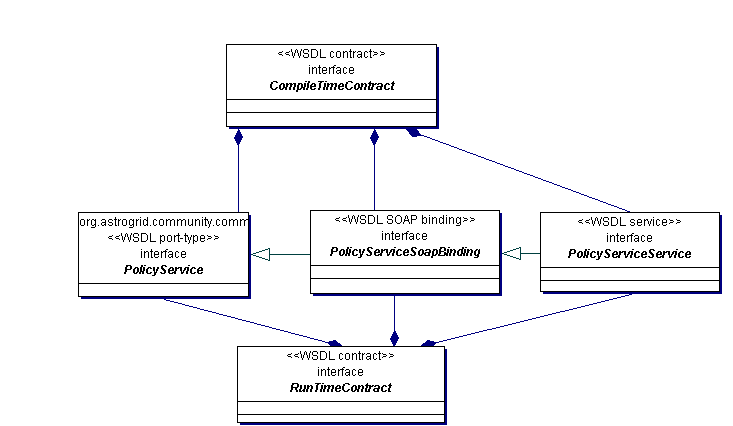 <<WSDL contract>>
interface
CompileTimeContract
org.astrogrid.community.comm
<<WSDL port-type>>
interface
PolicyService
<<WSDL SOAP binding>>
interface
PolicyServiceSoapBinding
<<WSDL service>>
interface
PolicyServiceService
<<WSDL contract>>
interface
RunTimeContract